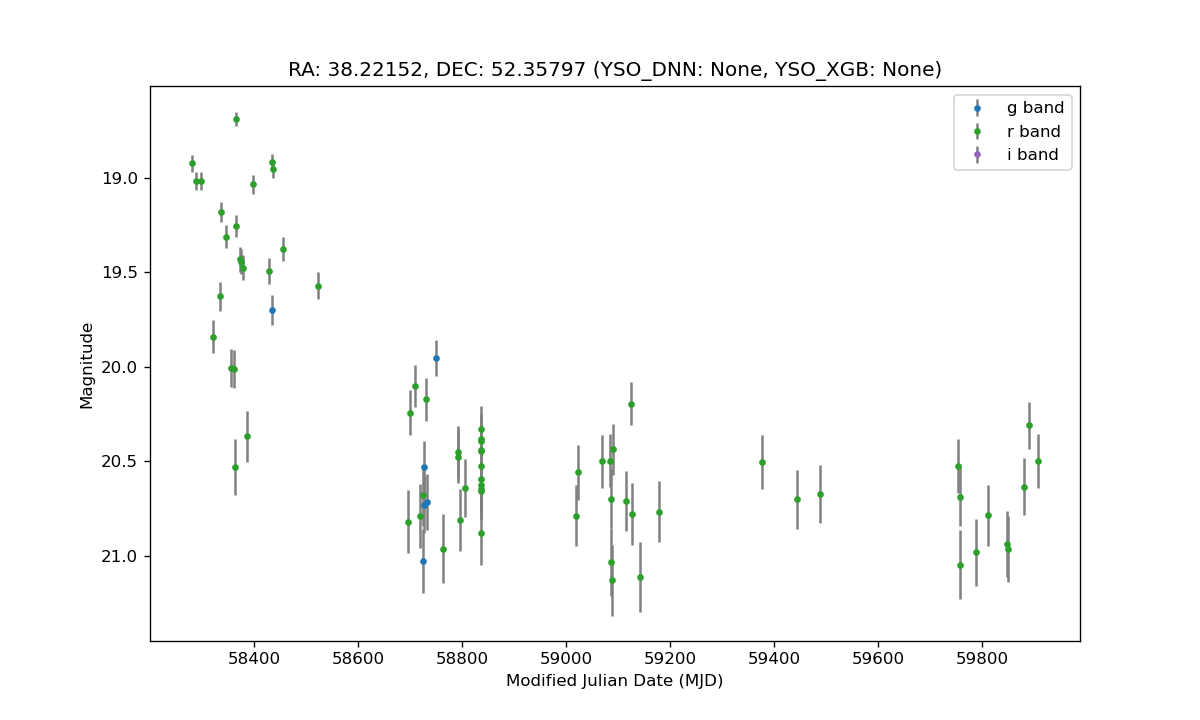 RA: 38.22152, DEC: 52.35797 (YSO_DNN: None, YSO_XGB: None)
g band
r band
i band
Magnitude
19.0
19.5
20.0
20.5
21.0
58400
58600
58800
59000
59200
59400
59600
59800
Modified Julian Date (MJD)